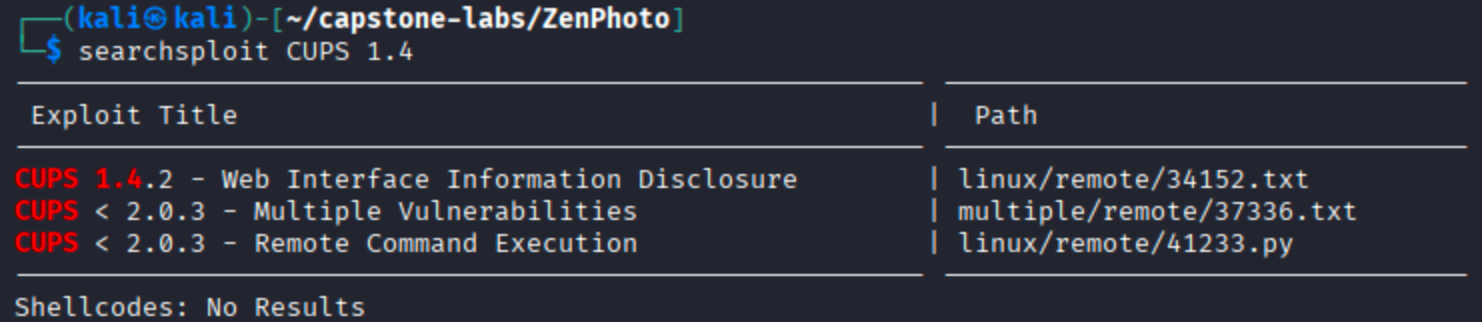 (kali㉿kali)-[~/capstone-labs/ZenPhoto]
$ searchsploit CUPS 1.4
Exploit Title | Path
CUPS 1.4.2 - Web Interface Information Disclosure | linux/remote/34152.txt
CUPS < 2.0.3 - Multiple Vulnerabilities | multiple/remote/37336.txt
CUPS < 2.0.3 - Remote Command Execution | linux/remote/41233.py
Shellcodes: No Results